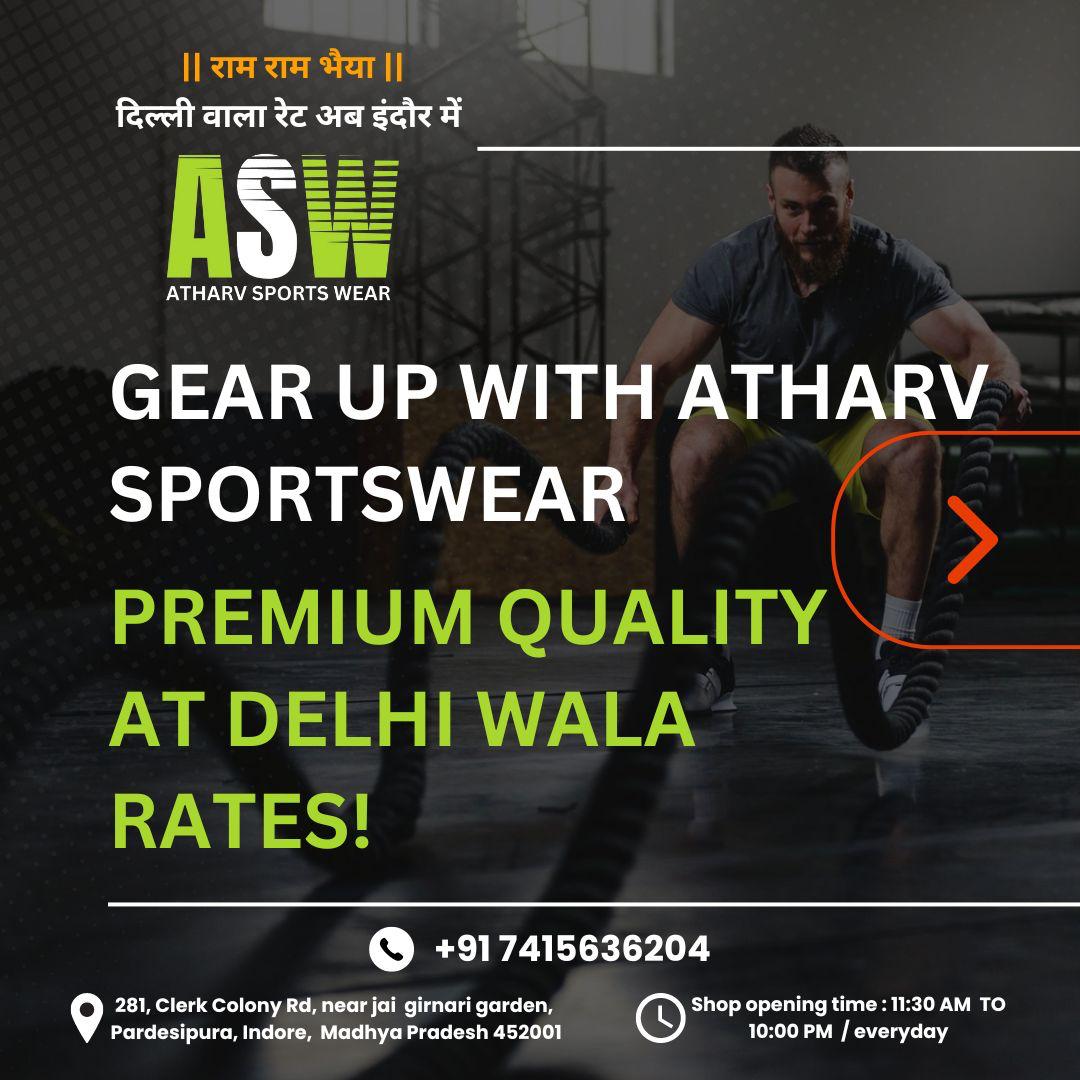 || राम राम भैया ||
दिल्ली वाला रेट अब इंदौर में
ASW
ATHARV SPORTS WEAR
GEAR UP WITH ATHARV
SPORTSWEAR
PREMIUM QUALITY
AT DELHI WALA
RATES!
+91 7415636204
281, Clerk Colony Rd, near jai girnari garden,
Pardesipura, Indore, Madhya Pradesh 452001
Shop opening time : 11:30 AM TO
10:00 PM / everyday